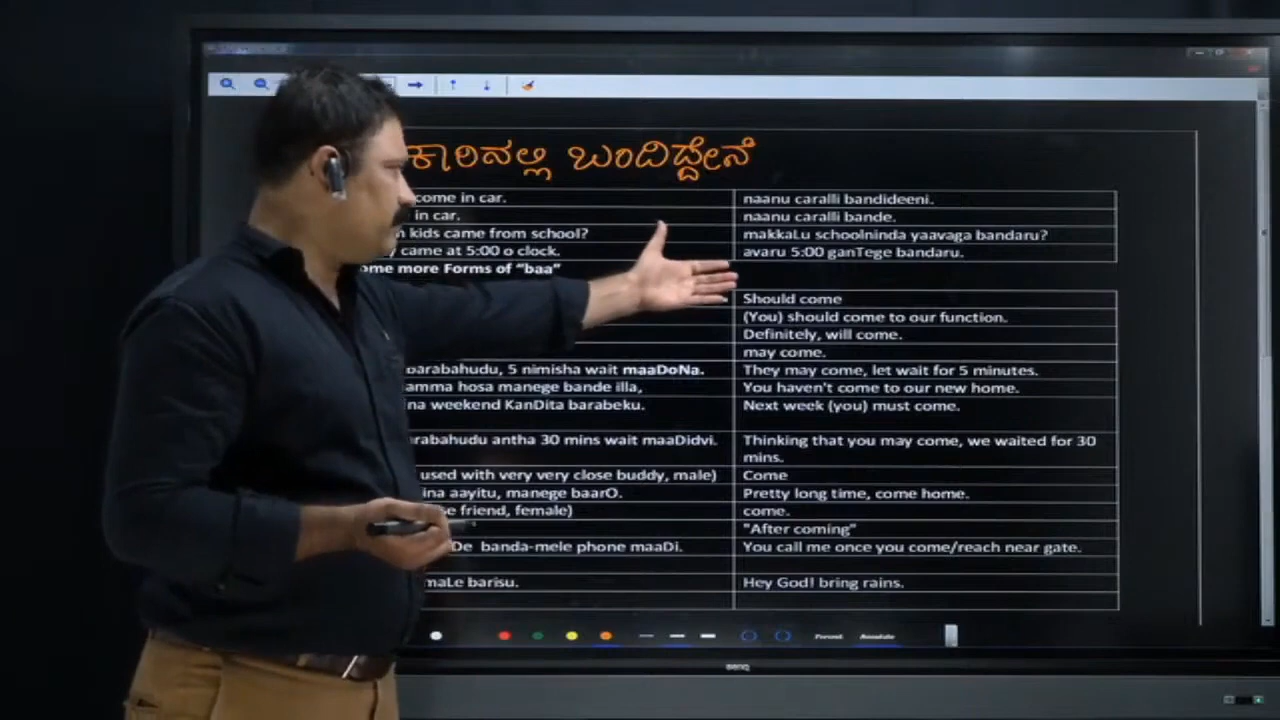 ಕಾರಿನಲ್ಲಿ ಬಂದಿದ್ದೇನೆ
come in car. naanu caralli bandideeni.
in car. naanu caralli bande.
kids came from school? makkaLu schoolninda yaavaga bandaru?
came at 5:00 o clock. avaru 5:00 ganTege bandaru.
ome more Forms of "baa"
Should come
(You) should come to our function.
Definitely, will come.
may come.
barabahudu, 5 nimisha wait maaDoNa. They may come, let wait for 5 minutes.
amma hosa manege bande illa, You haven't come to our new home.
na weekend KanDita barabeku. Next week (you) must come.
arabahudu antha 30 mins wait maaDidvi. Thinking that you may come, we waited for 30
mins.
used with very very close buddy, male) Come
ina aayitu, manege baarO. Pretty long time, come home.
se friend, female) come.
"After coming"
De banda-mele phone maaDi. You call me once you come/reach near gate.
maLe barisu. Hey God! bring rains.
BenQ